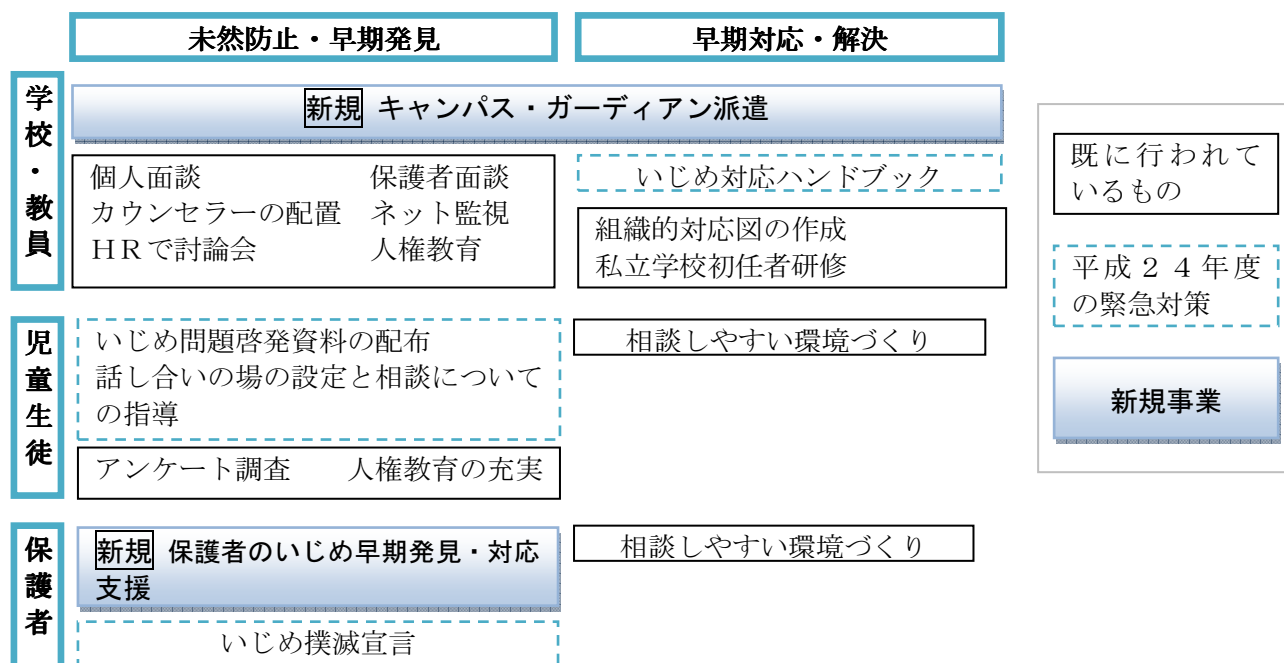 未然防止・早期発見
早期対応・解決
学校・教員
新規 キャンパス・ガーディアン派遣
個人面談 保護者面談
カウンセラーの配置 ネット監視
HRで討論会 人権教育
いじめ対応ハンドブック
組織的対応図の作成
私立学校初任者研修
児童生徒
いじめ問題啓発資料の配布
話し合いの場の設定と相談について
の指導
アンケート調査 人権教育の充実
相談しやすい環境づくり
保護者
新規 保護者のいじめ早期発見・対応
支援
いじめ撲滅宣言
相談しやすい環境づくり
既に行われて
いるもの
平成24年度
の緊急対策
新規事業